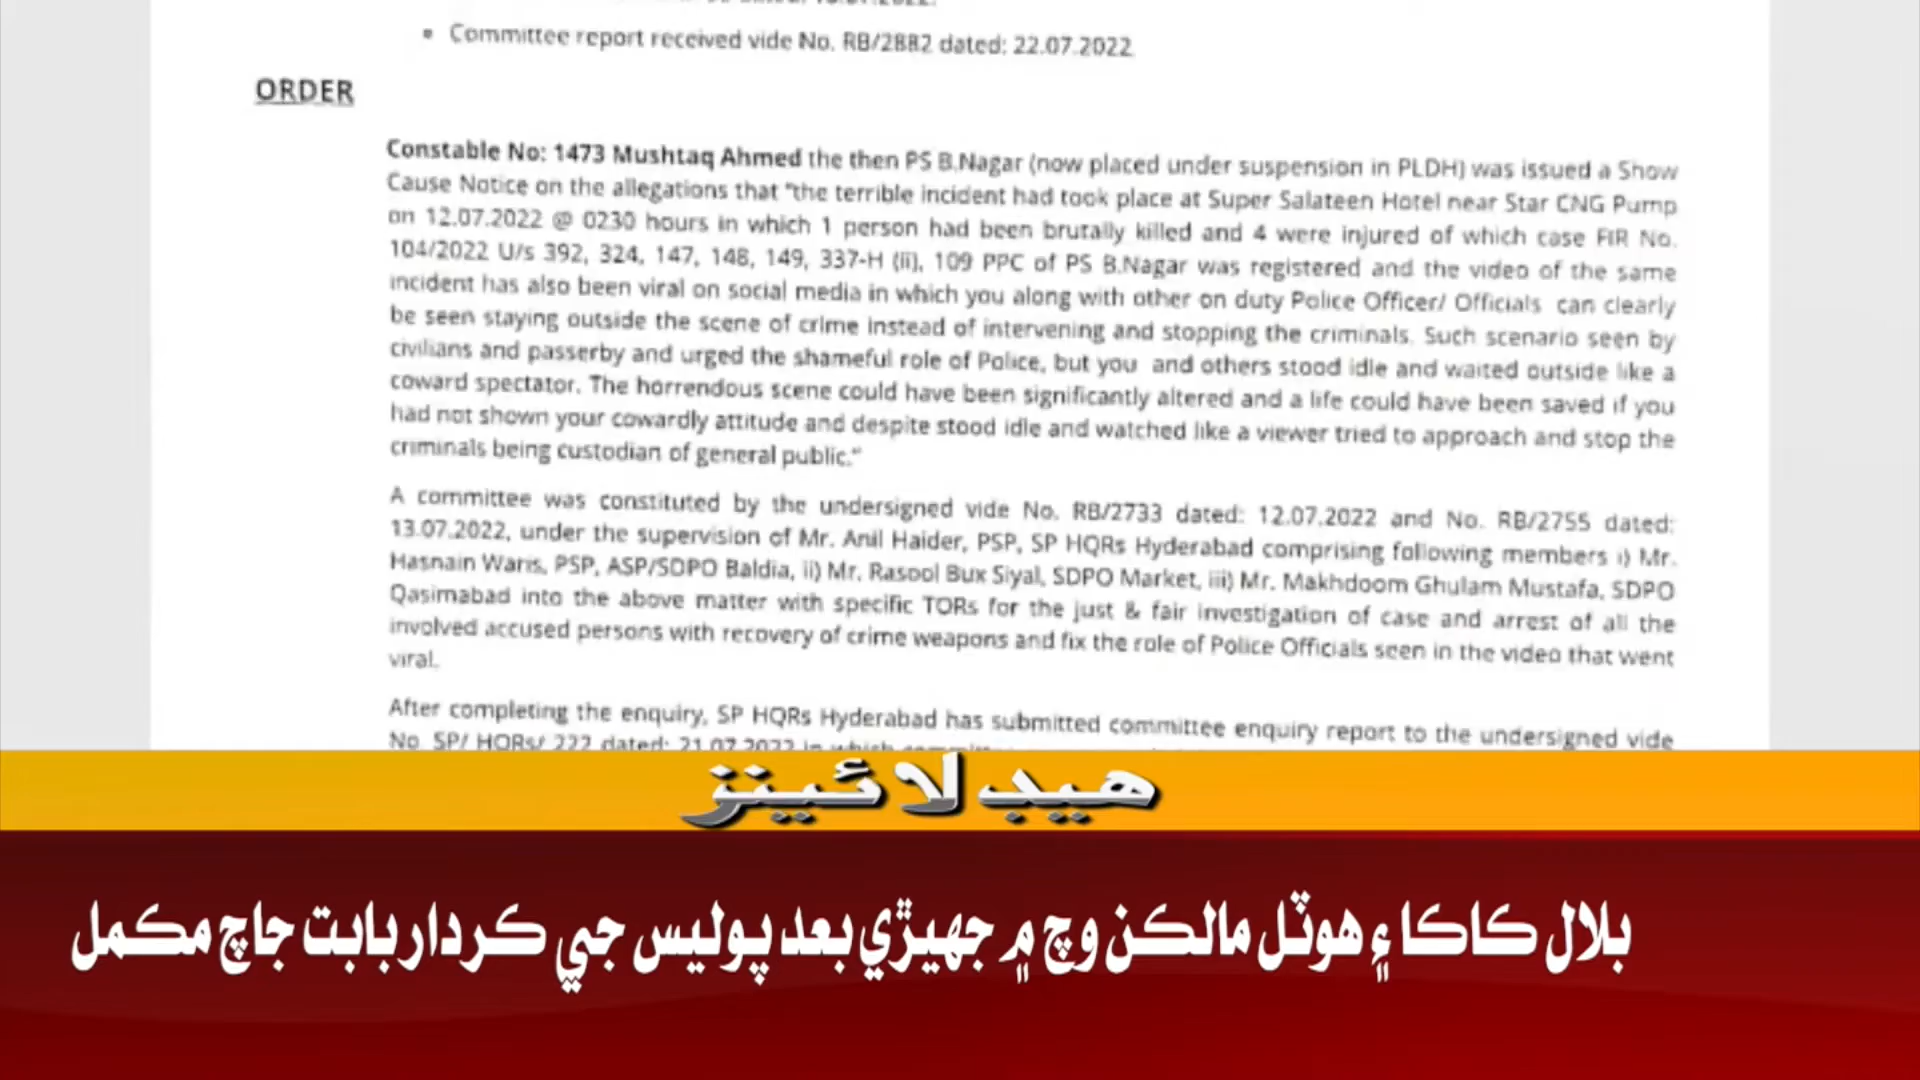 • Committee report received vide No. RB/2882 dated: 22.07.2022
ORDER
Constable No: 1473 Mushtaq Ahmed the then PS B.Nagar (now placed under suspension in PLDH) was issued a Show
Cause Notice on the allegations that "the terrible incident had took place at Super Salateen Hotel near Star CNG Pump
on 12.07.2022 @ 0230 hours in which 1 person had been brutally killed and 4 were injured of which case FIR No.
104/2022 U/s 392, 324, 147, 148, 149, 337-H (ii), 109 PPC of PS B.Nagar was registered and the video of the same
incident has also been viral on social media in which you along with other on duty Police Officer/ Officials can clearly
be seen staying outside the scene of crime instead of intervening and stopping the criminals. Such scenario seen by
civilians and passerby and urged the shameful role of Police, but you and others stood idle and waited outside like a
coward spectator. The horrendous scene could have been significantly altered and a life could have been saved if you
had not shown your cowardly attitude and despite stood idle and watched like a viewer tried to approach and stop the
criminals being custodian of general public."
A committee was constituted by the undersigned vide No. RB/2733 dated: 12.07.2022 and No. RB/2755 dated:
13.07.2022, under the supervision of Mr. Anil Haider, PSP, SP HQRs Hyderabad comprising following members i) Mr.
Hasnain Waris, PSP, ASP/SDPO Baldia, ii) Mr. Rasool Bux Siyal, SDPO Market, iii) Mr. Makhdoom Ghulam Mustafa, SDPO
Qasimabad into the above matter with specific TORs for the just & fair investigation of case and arrest of all the
involved accused persons with recovery of crime weapons and fix the role of Police Officials seen in the video that went
viral.
After completing the enquiry, SP HQRs Hyderabad has submitted committee enquiry report to the undersigned vide
No. SP/ HQRs/ 222 dated: 21.07.2022 in which
هيڊ لائينز
بلال ڪاڪا ۽ هوٽل مالڪن وچ ۾ جهيڙي بعد پوليس جي ڪردار بابت جاچ مڪمل